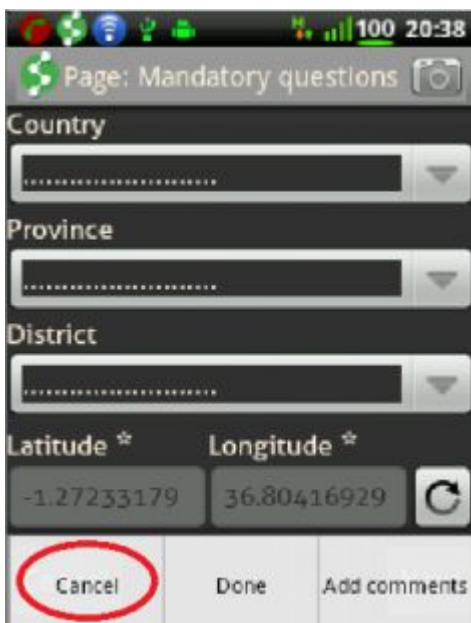 100 20:38
Page: Mandatory questions
Country
........................
Province
........................
District
........................
Latitude * Longitude *
-1.27233179 36.80416929
Cancel Done Add comments